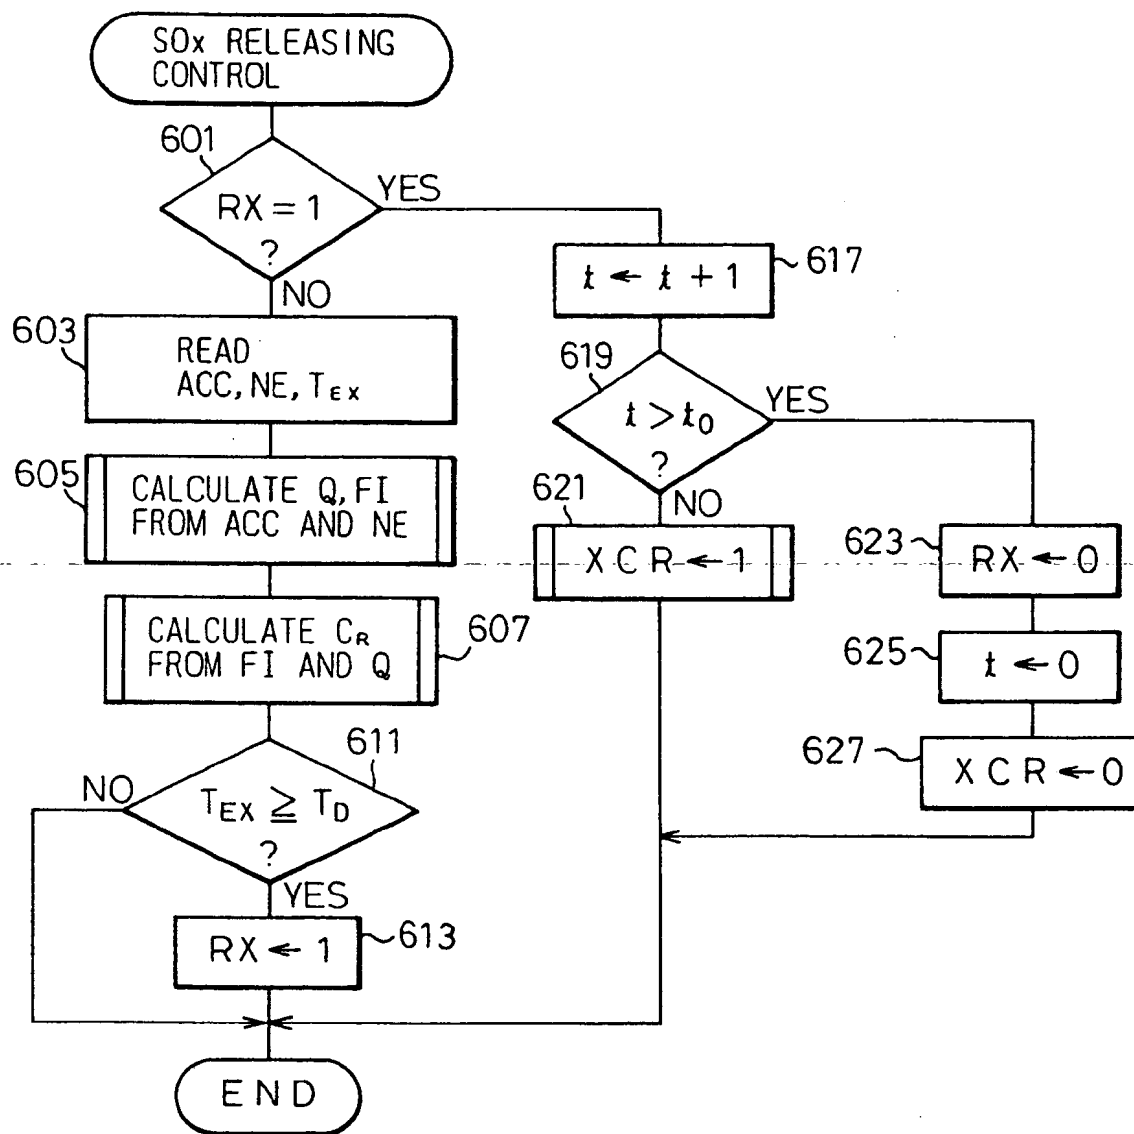 SOx RELEASING
CONTROL
601
RX = 1
?
YES
NO
603
READ
ACC, NE, TEX
605
CALCULATE Q, FI
FROM ACC AND NE
607
CALCULATE CR
FROM FI AND Q
611
TEX ≧ TD
?
NO
YES
613
RX ← 1
617
t ← t + 1
619
t > t0
?
YES
NO
621
XCR ← 1
623
RX ← 0
625
t ← 0
627
XCR ← 0
END